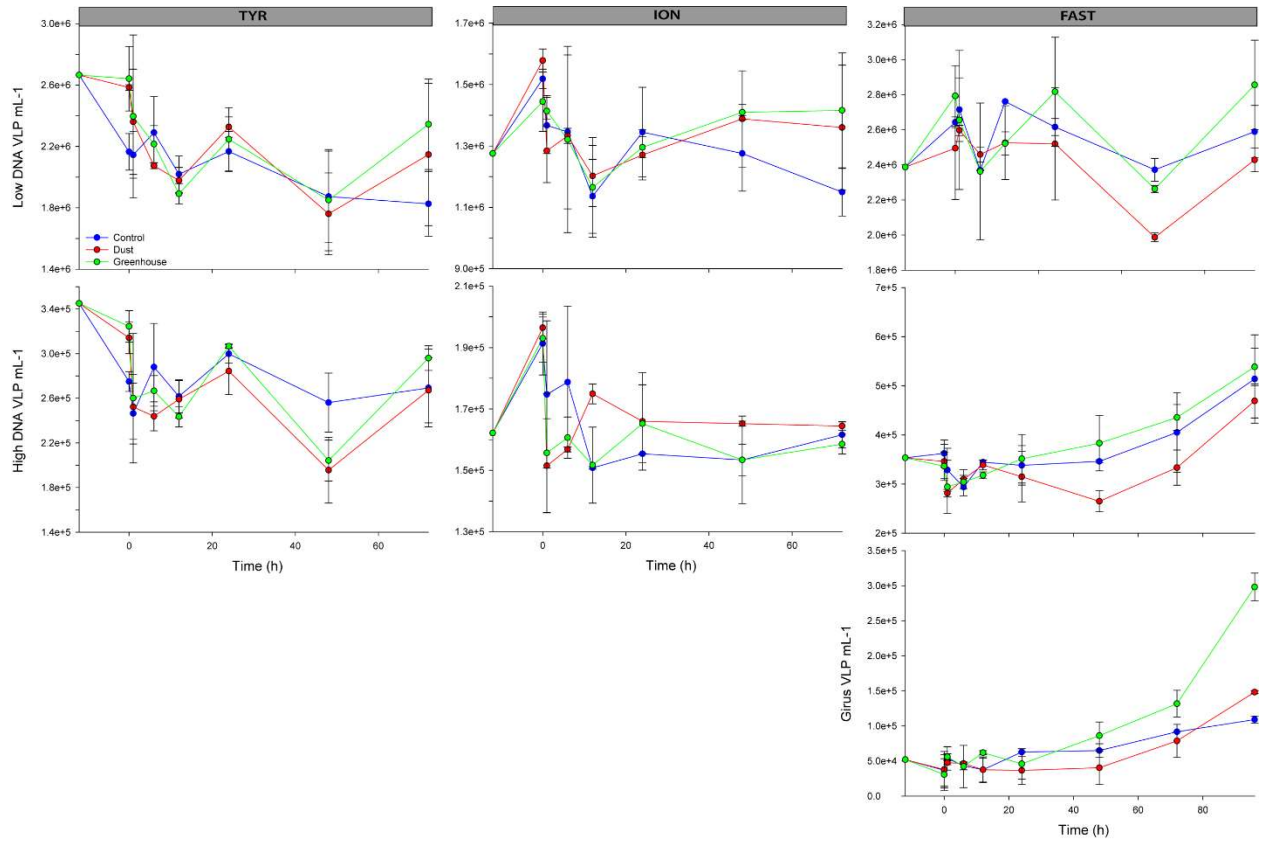 TYR
ION
FAST
Low DNA VLP mL-1
3.0e+6
2.6e+6
2.2e+6
1.8e+6
1.4e+6
Control
Dust
Greenhouse
1.7e+6
1.5e+6
1.3e+6
1.1e+6
9.0e+5
3.2e+6
3.0e+6
2.8e+6
2.6e+6
2.4e+6
2.2e+6
2.0e+6
1.8e+6
High DNA VLP mL-1
3.4e+5
3.0e+5
2.6e+5
2.2e+5
1.8e+5
1.4e+5
0 20 40 60
Time (h)
2.1e+5
1.9e+5
1.7e+5
1.5e+5
1.3e+5
0 20 40 60
Time (h)
7e+5
6e+5
5e+5
4e+5
3e+5
2e+5
Girus VLP mL-1
3.5e+5
3.0e+5
2.5e+5
2.0e+5
1.5e+5
1.0e+5
5.0e+4
0.0
0 20 40 60 80
Time (h)